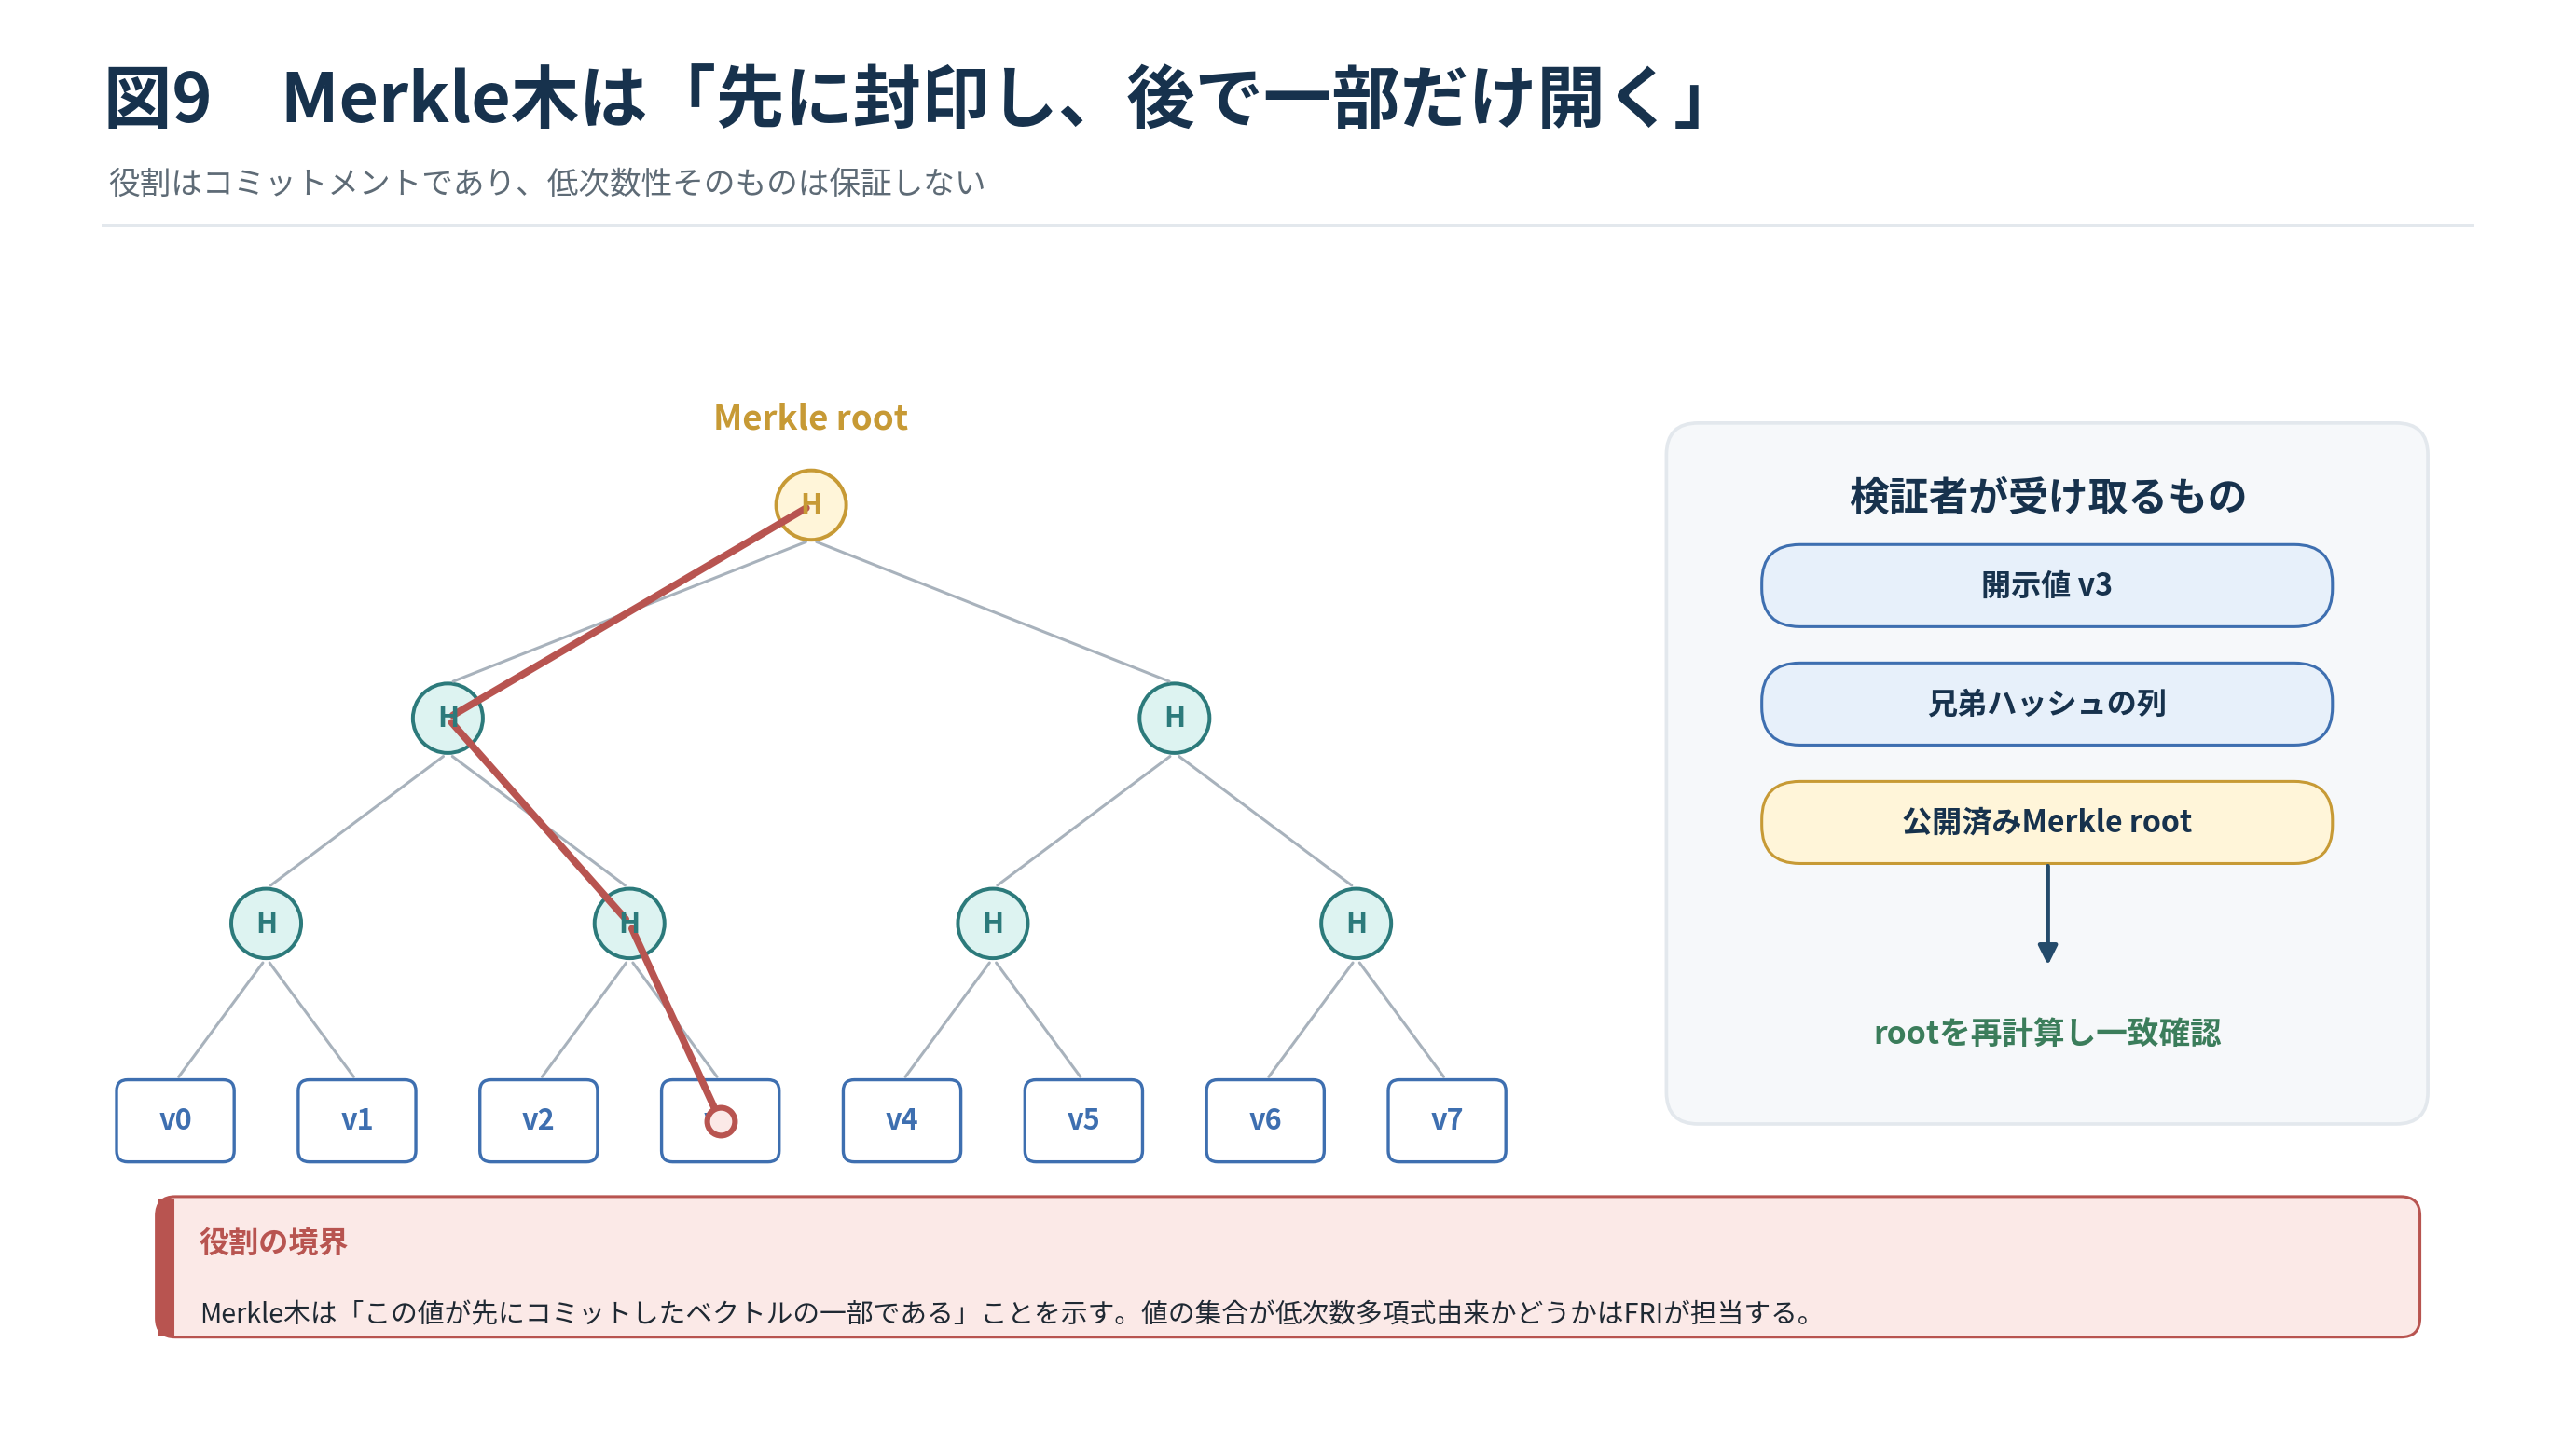 図9　Merkle木は「先に封印し、後で一部だけ開く」
役割はコミットメントであり、低次数性そのものは保証しない
Merkle root
H
H
H
H
H
H
H
v0
v1
v2
v4
v5
v6
v7
検証者が受け取るもの
開示値 v3
兄弟ハッシュの列
公開済みMerkle root
rootを再計算し一致確認
役割の境界
Merkle木は「この値が先にコミットしたベクトルの一部である」ことを示す。値の集合が低次数多項式由来かどうかはFRIが担当する。